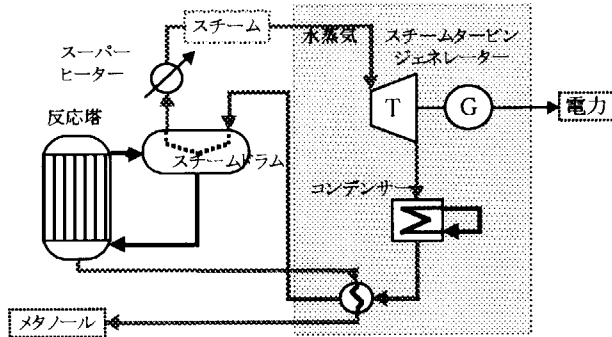 スチーム
水蒸気
スチームタービン
ジェネレーター
スーパー
ヒーター
T
G
電力
反応塔
スチームドラム
コンデンサー
メタノール